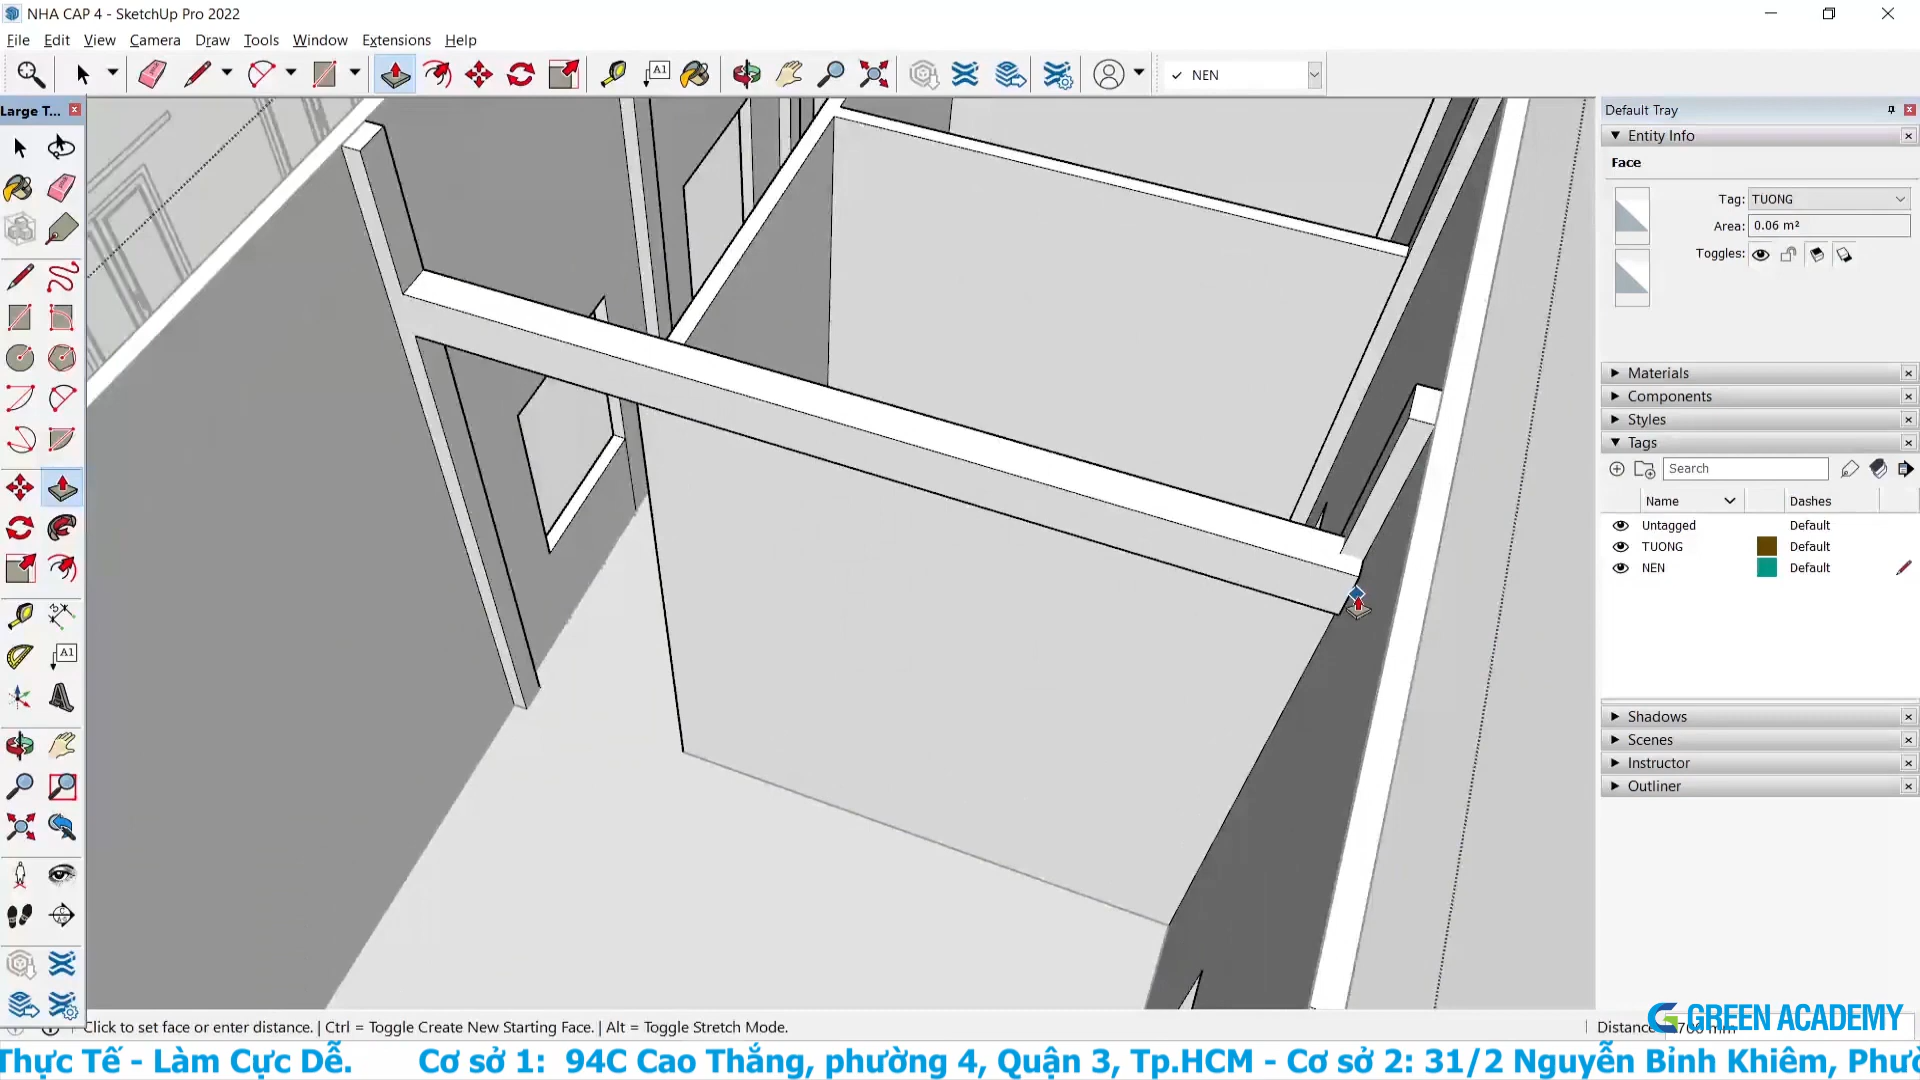 NHA CAP 4 - SketchUp Pro 2022
File Edit View Camera Draw Tools Window Extensions Help
A1
NEN
Large T...
Default Tray
Entity Info
Face
Tag: TUONG
Area: 0.06 m²
Toggles:
Materials
Components
Styles
Tags
Search
Name Dashes
Untagged Default
TUONG Default
NEN Default
A1
Shadows
Scenes
Instructor
Outliner
Click to set face or enter distance. | Ctrl = Toggle Create New Starting Face. | Alt = Toggle Stretch Mode.
Distance
GREEN ACADEMY
Thực Tế - Làm Cực Dễ. Cơ sở 1: 94C Cao Thắng, phường 4, Quận 3, Tp.HCM - Cơ sở 2: 31/2 Nguyễn Bỉnh Khiêm,